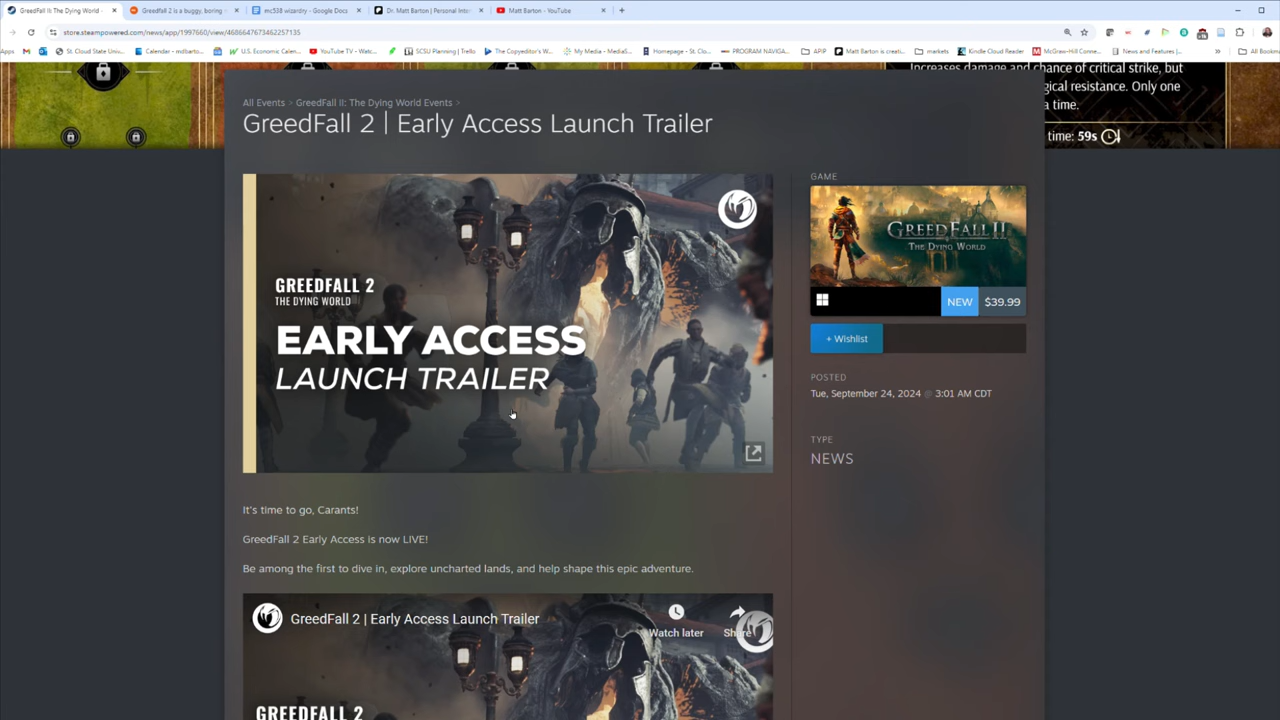 GreedFall II: The Dying World -
Greedfall 2 is a buggy, boring
mc538 wizardry - Google Docs
Dr. Matt Barton | Personal Inter
Matt Barton - YouTube
store.steampowered.com/news/app/1997660/view/4686647673462257135
Apps
St. Cloud State Uni...
Calendar - mdbarto...
U.S. Economic Calen...
YouTube TV - Watc...
SCSU Planning | Trello
The Copyeditor's W...
My Media – MediaS...
Homepage - St. Clo...
PROGRAM NAVIGA...
APIP
Matt Barton is creati...
markets
Kindle Cloud Reader
McGraw-Hill Conne...
News and Features |...
»
All Bookma
Increases damage and chance of critical strike, but
gical resistance. Only one
a time.
time: 59s
All Events > GreedFall II: The Dying World Events >
GreedFall 2 | Early Access Launch Trailer
GREEDFALL 2
THE DYING WORLD
EARLY ACCESS
LAUNCH TRAILER
GAME
GREEDFALL II
THE DYING WORLD
NEW
$39.99
+ Wishlist
POSTED
Tue, September 24, 2024 @ 3:01 AM CDT
TYPE
NEWS
It's time to go, Carants!
GreedFall 2 Early Access is now LIVE!
Be among the first to dive in, explore uncharted lands, and help shape this epic adventure.
GreedFall 2 | Early Access Launch Trailer
Watch later
Share
GREEDFALL 2